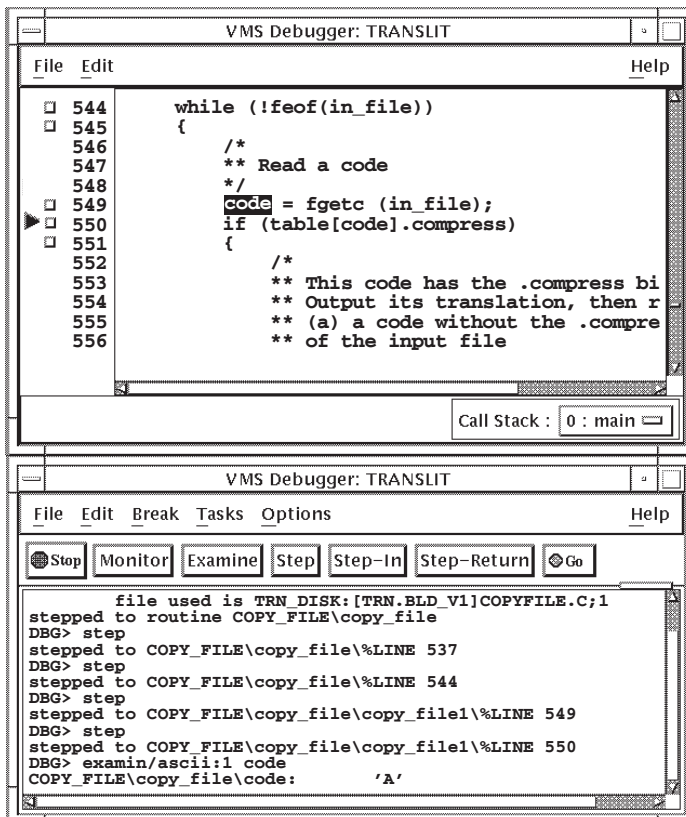 VMS Debugger: TRANSLIT
File Edit Help
544 while (!feof(in_file))
545 {
546 /*
547 ** Read a code
548 */
549 code = fgetc (in_file);
550 if (table[code].compress)
551 {
552 /*
553 ** This code has the .compress bi
554 ** Output its translation, then r
555 ** (a) a code without the .compre
556 ** of the input file
Call Stack : 0 : main
VMS Debugger: TRANSLIT
File Edit Break Tasks Options Help
Stop Monitor Examine Step Step-In Step-Return Go
file used is TRN_DISK:[TRN.BLD_V1]COPYFILE.C;1
stepped to routine COPY_FILE\copy_file
DBG> step
stepped to COPY_FILE\copy_file\%LINE 537
DBG> step
stepped to COPY_FILE\copy_file\%LINE 544
DBG> step
stepped to COPY_FILE\copy_file\copy_file1\%LINE 549
DBG> step
stepped to COPY_FILE\copy_file\copy_file1\%LINE 550
DBG> examin/ascii:1 code
COPY_FILE\copy_file\code: 'A'